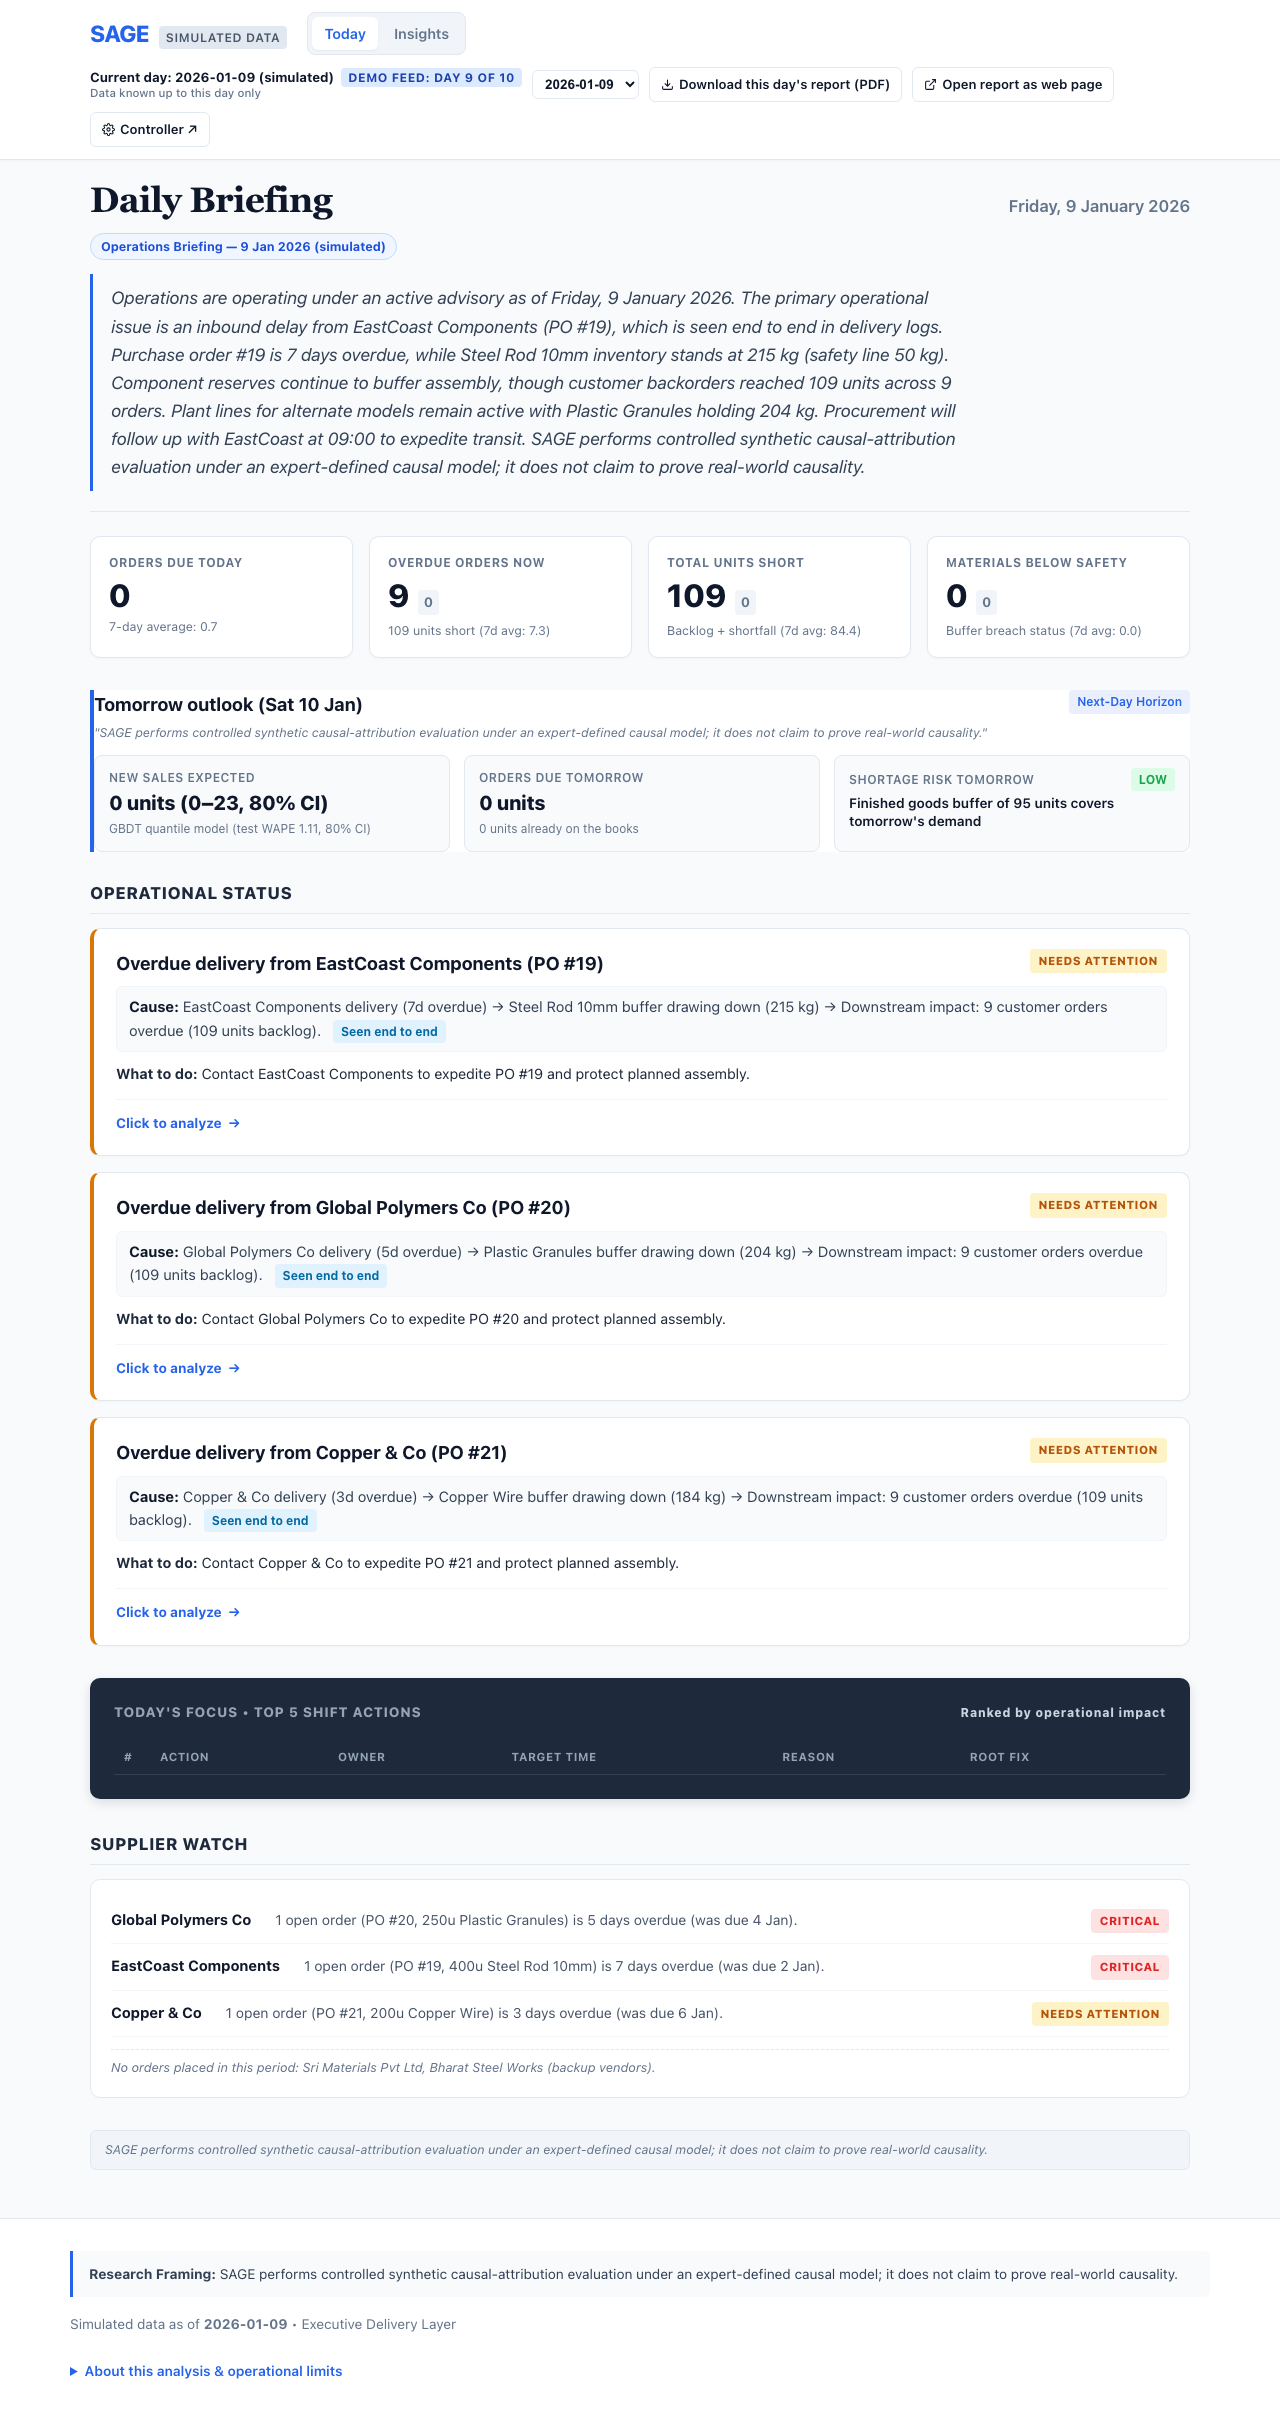 SAGE SIMULATED DATA Today Insights
Current day: 2026-01-09 (simulated) DEMO FEED: DAY 9 OF 10 2026-01-09 Download this day's report (PDF) Open report as web page
Data known up to this day only
Controller ↗
Daily Briefing
Friday, 9 January 2026
Operations Briefing — 9 Jan 2026 (simulated)
Operations are operating under an active advisory as of Friday, 9 January 2026. The primary operational
issue is an inbound delay from EastCoast Components (PO #19), which is seen end to end in delivery logs.
Purchase order #19 is 7 days overdue, while Steel Rod 10mm inventory stands at 215 kg (safety line 50 kg).
Component reserves continue to buffer assembly, though customer backorders reached 109 units across 9
orders. Plant lines for alternate models remain active with Plastic Granules holding 204 kg. Procurement will
follow up with EastCoast at 09:00 to expedite transit. SAGE performs controlled synthetic causal-attribution
evaluation under an expert-defined causal model; it does not claim to prove real-world causality.
ORDERS DUE TODAY
0
7-day average: 0.7
OVERDUE ORDERS NOW
9 0
109 units short (7d avg: 7.3)
TOTAL UNITS SHORT
109 0
Backlog + shortfall (7d avg: 84.4)
MATERIALS BELOW SAFETY
0 0
Buffer breach status (7d avg: 0.0)
Tomorrow outlook (Sat 10 Jan)
Next-Day Horizon
"SAGE performs controlled synthetic causal-attribution evaluation under an expert-defined causal model; it does not claim to prove real-world causality."
NEW SALES EXPECTED
0 units (0–23, 80% CI)
GBDT quantile model (test WAPE 1.11, 80% CI)
ORDERS DUE TOMORROW
0 units
0 units already on the books
SHORTAGE RISK TOMORROW LOW
Finished goods buffer of 95 units covers
tomorrow's demand
OPERATIONAL STATUS
Overdue delivery from EastCoast Components (PO #19) NEEDS ATTENTION
Cause: EastCoast Components delivery (7d overdue) → Steel Rod 10mm buffer drawing down (215 kg) → Downstream impact: 9 customer orders
overdue (109 units backlog). Seen end to end
What to do: Contact EastCoast Components to expedite PO #19 and protect planned assembly.
Click to analyze →
Overdue delivery from Global Polymers Co (PO #20) NEEDS ATTENTION
Cause: Global Polymers Co delivery (5d overdue) → Plastic Granules buffer drawing down (204 kg) → Downstream impact: 9 customer orders overdue
(109 units backlog). Seen end to end
What to do: Contact Global Polymers Co to expedite PO #20 and protect planned assembly.
Click to analyze →
Overdue delivery from Copper & Co (PO #21) NEEDS ATTENTION
Cause: Copper & Co delivery (3d overdue) → Copper Wire buffer drawing down (184 kg) → Downstream impact: 9 customer orders overdue (109 units
backlog). Seen end to end
What to do: Contact Copper & Co to expedite PO #21 and protect planned assembly.
Click to analyze →
TODAY'S FOCUS • TOP 5 SHIFT ACTIONS Ranked by operational impact
# ACTION OWNER TARGET TIME REASON ROOT FIX
SUPPLIER WATCH
Global Polymers Co 1 open order (PO #20, 250u Plastic Granules) is 5 days overdue (was due 4 Jan). CRITICAL
EastCoast Components 1 open order (PO #19, 400u Steel Rod 10mm) is 7 days overdue (was due 2 Jan). CRITICAL
Copper & Co 1 open order (PO #21, 200u Copper Wire) is 3 days overdue (was due 6 Jan). NEEDS ATTENTION
No orders placed in this period: Sri Materials Pvt Ltd, Bharat Steel Works (backup vendors).
SAGE performs controlled synthetic causal-attribution evaluation under an expert-defined causal model; it does not claim to prove real-world causality.
Research Framing: SAGE performs controlled synthetic causal-attribution evaluation under an expert-defined causal model; it does not claim to prove real-world causality.
Simulated data as of 2026-01-09 • Executive Delivery Layer
▶ About this analysis & operational limits